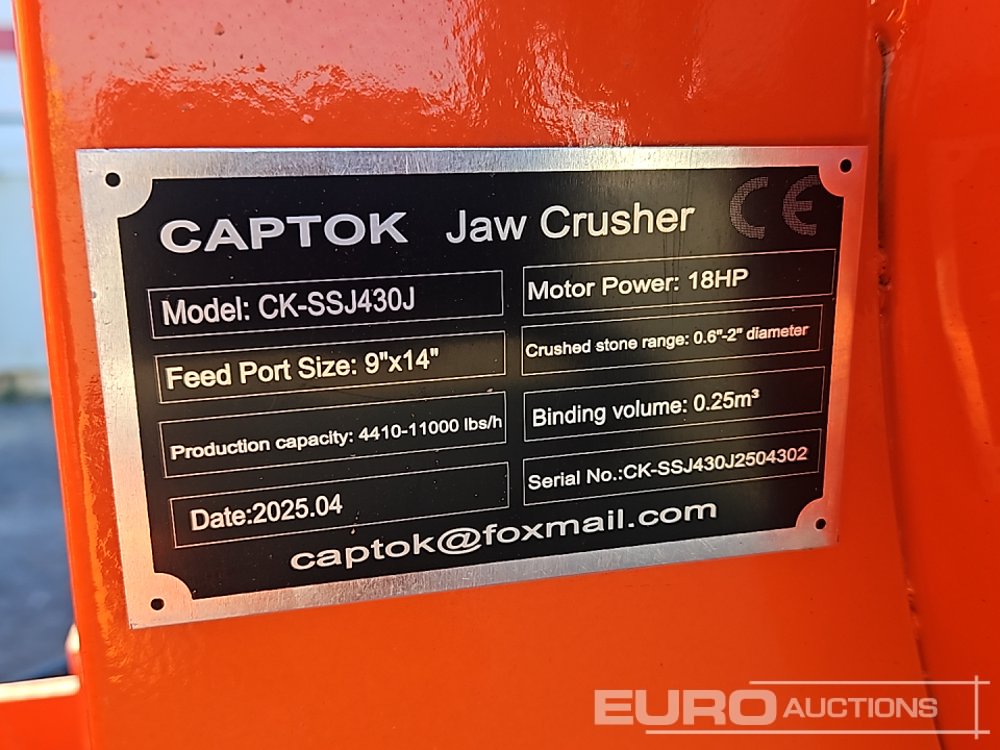 CAPTOK Jaw Crusher CE
Model: CK-SSJ430J
Motor Power: 18HP
Feed Port Size: 9"x14"
Crushed stone range: 0.6"-2" diameter
Production capacity: 4410-11000 lbs/h
Binding volume: 0.25m³
Date:2025.04
Serial No.:CK-SSJ430J2504302
captok@foxmail.com
EURO AUCTIONS